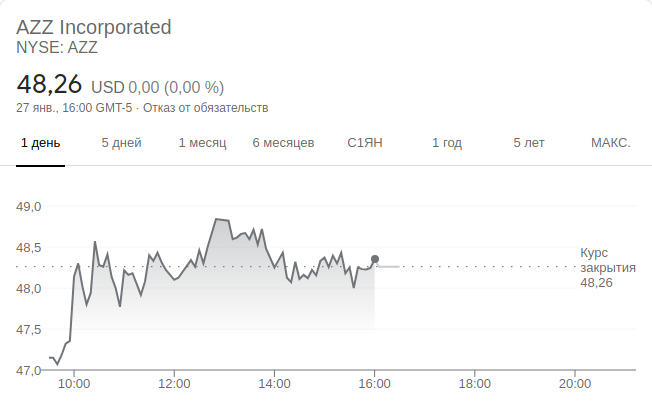 AZZ Incorporated
NYSE: AZZ
48,26 USD 0,00 (0,00 %)
27 янв., 16:00 GMT-5 · Отказ от обязательств
1 день 5 дней 1 месяц 6 месяцев С1ЯН 1 год 5 лет МАКС.
49,0
48,5
48,0
47,5
47,0
Курс
закрытия
48,26
10:00 12:00 14:00 16:00 18:00 20:00